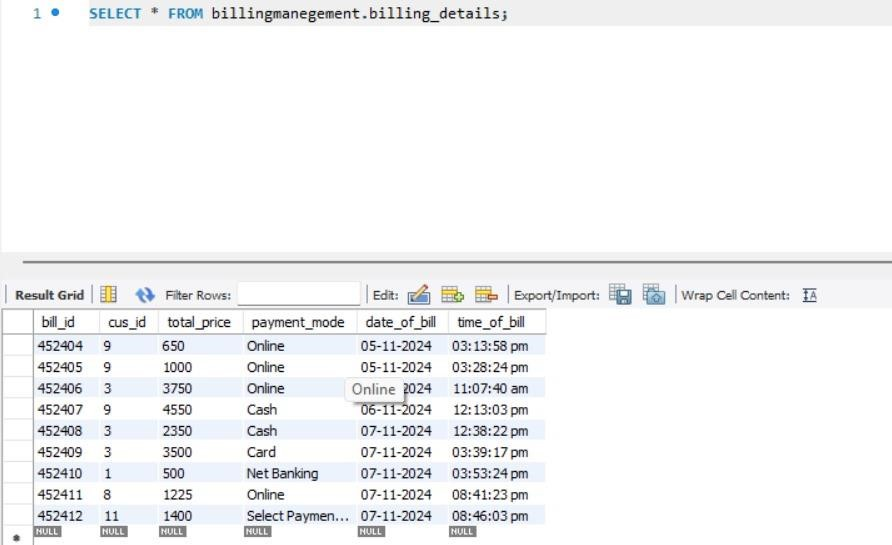 1 SELECT * FROM billingmanegement.billing_details;
Result Grid Filter Rows: Edit: Export/Import: Wrap Cell Content:
bill_id cus_id total_price payment_mode date_of_bill time_of_bill
452404 9 650 Online 05-11-2024 03:13:58 pm
452405 9 1000 Online 05-11-2024 03:28:24 pm
452406 3 3750 Online Online 2024 11:07:40 am
452407 9 4550 Cash 06-11-2024 12:13:03 pm
452408 3 2350 Cash 07-11-2024 12:38:22 pm
452409 3 3500 Card 07-11-2024 03:39:17 pm
452410 1 500 Net Banking 07-11-2024 03:53:24 pm
452411 8 1225 Online 07-11-2024 08:41:23 pm
452412 11 1400 Select Paymen... 07-11-2024 08:46:03 pm
* NULL NULL NULL NULL NULL NULL